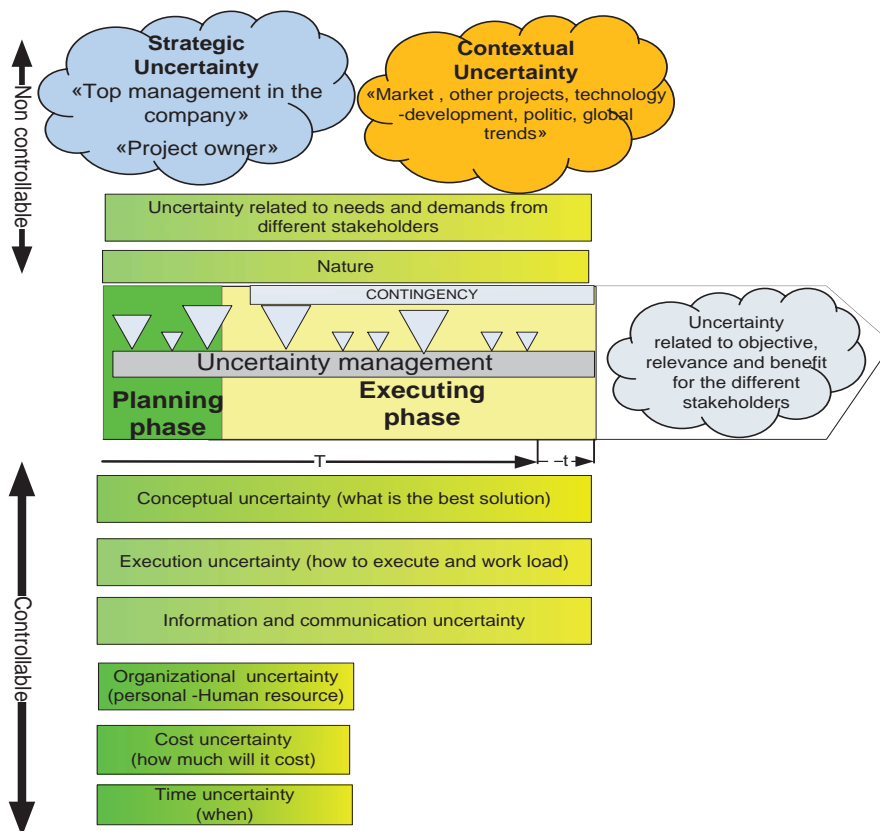 Non controllable
Strategic
Uncertainty
«Top management in the
company»
«Project owner»
Contextual
Uncertainty
«Market , other projects, technology
-development, politic, global
trends»
Uncertainty related to needs and demands from
different stakeholders
Nature
CONTINGENCY
Uncertainty management
Planning
phase
Executing
phase
Uncertainty
related to objective,
relevance and benefit
for the different
stakeholders
T
t
Controllable
Conceptual uncertainty (what is the best solution)
Execution uncertainty (how to execute and work load)
Information and communication uncertainty
Organizational uncertainty
(personal -Human resource)
Cost uncertainty
(how much will it cost)
Time uncertainty
(when)